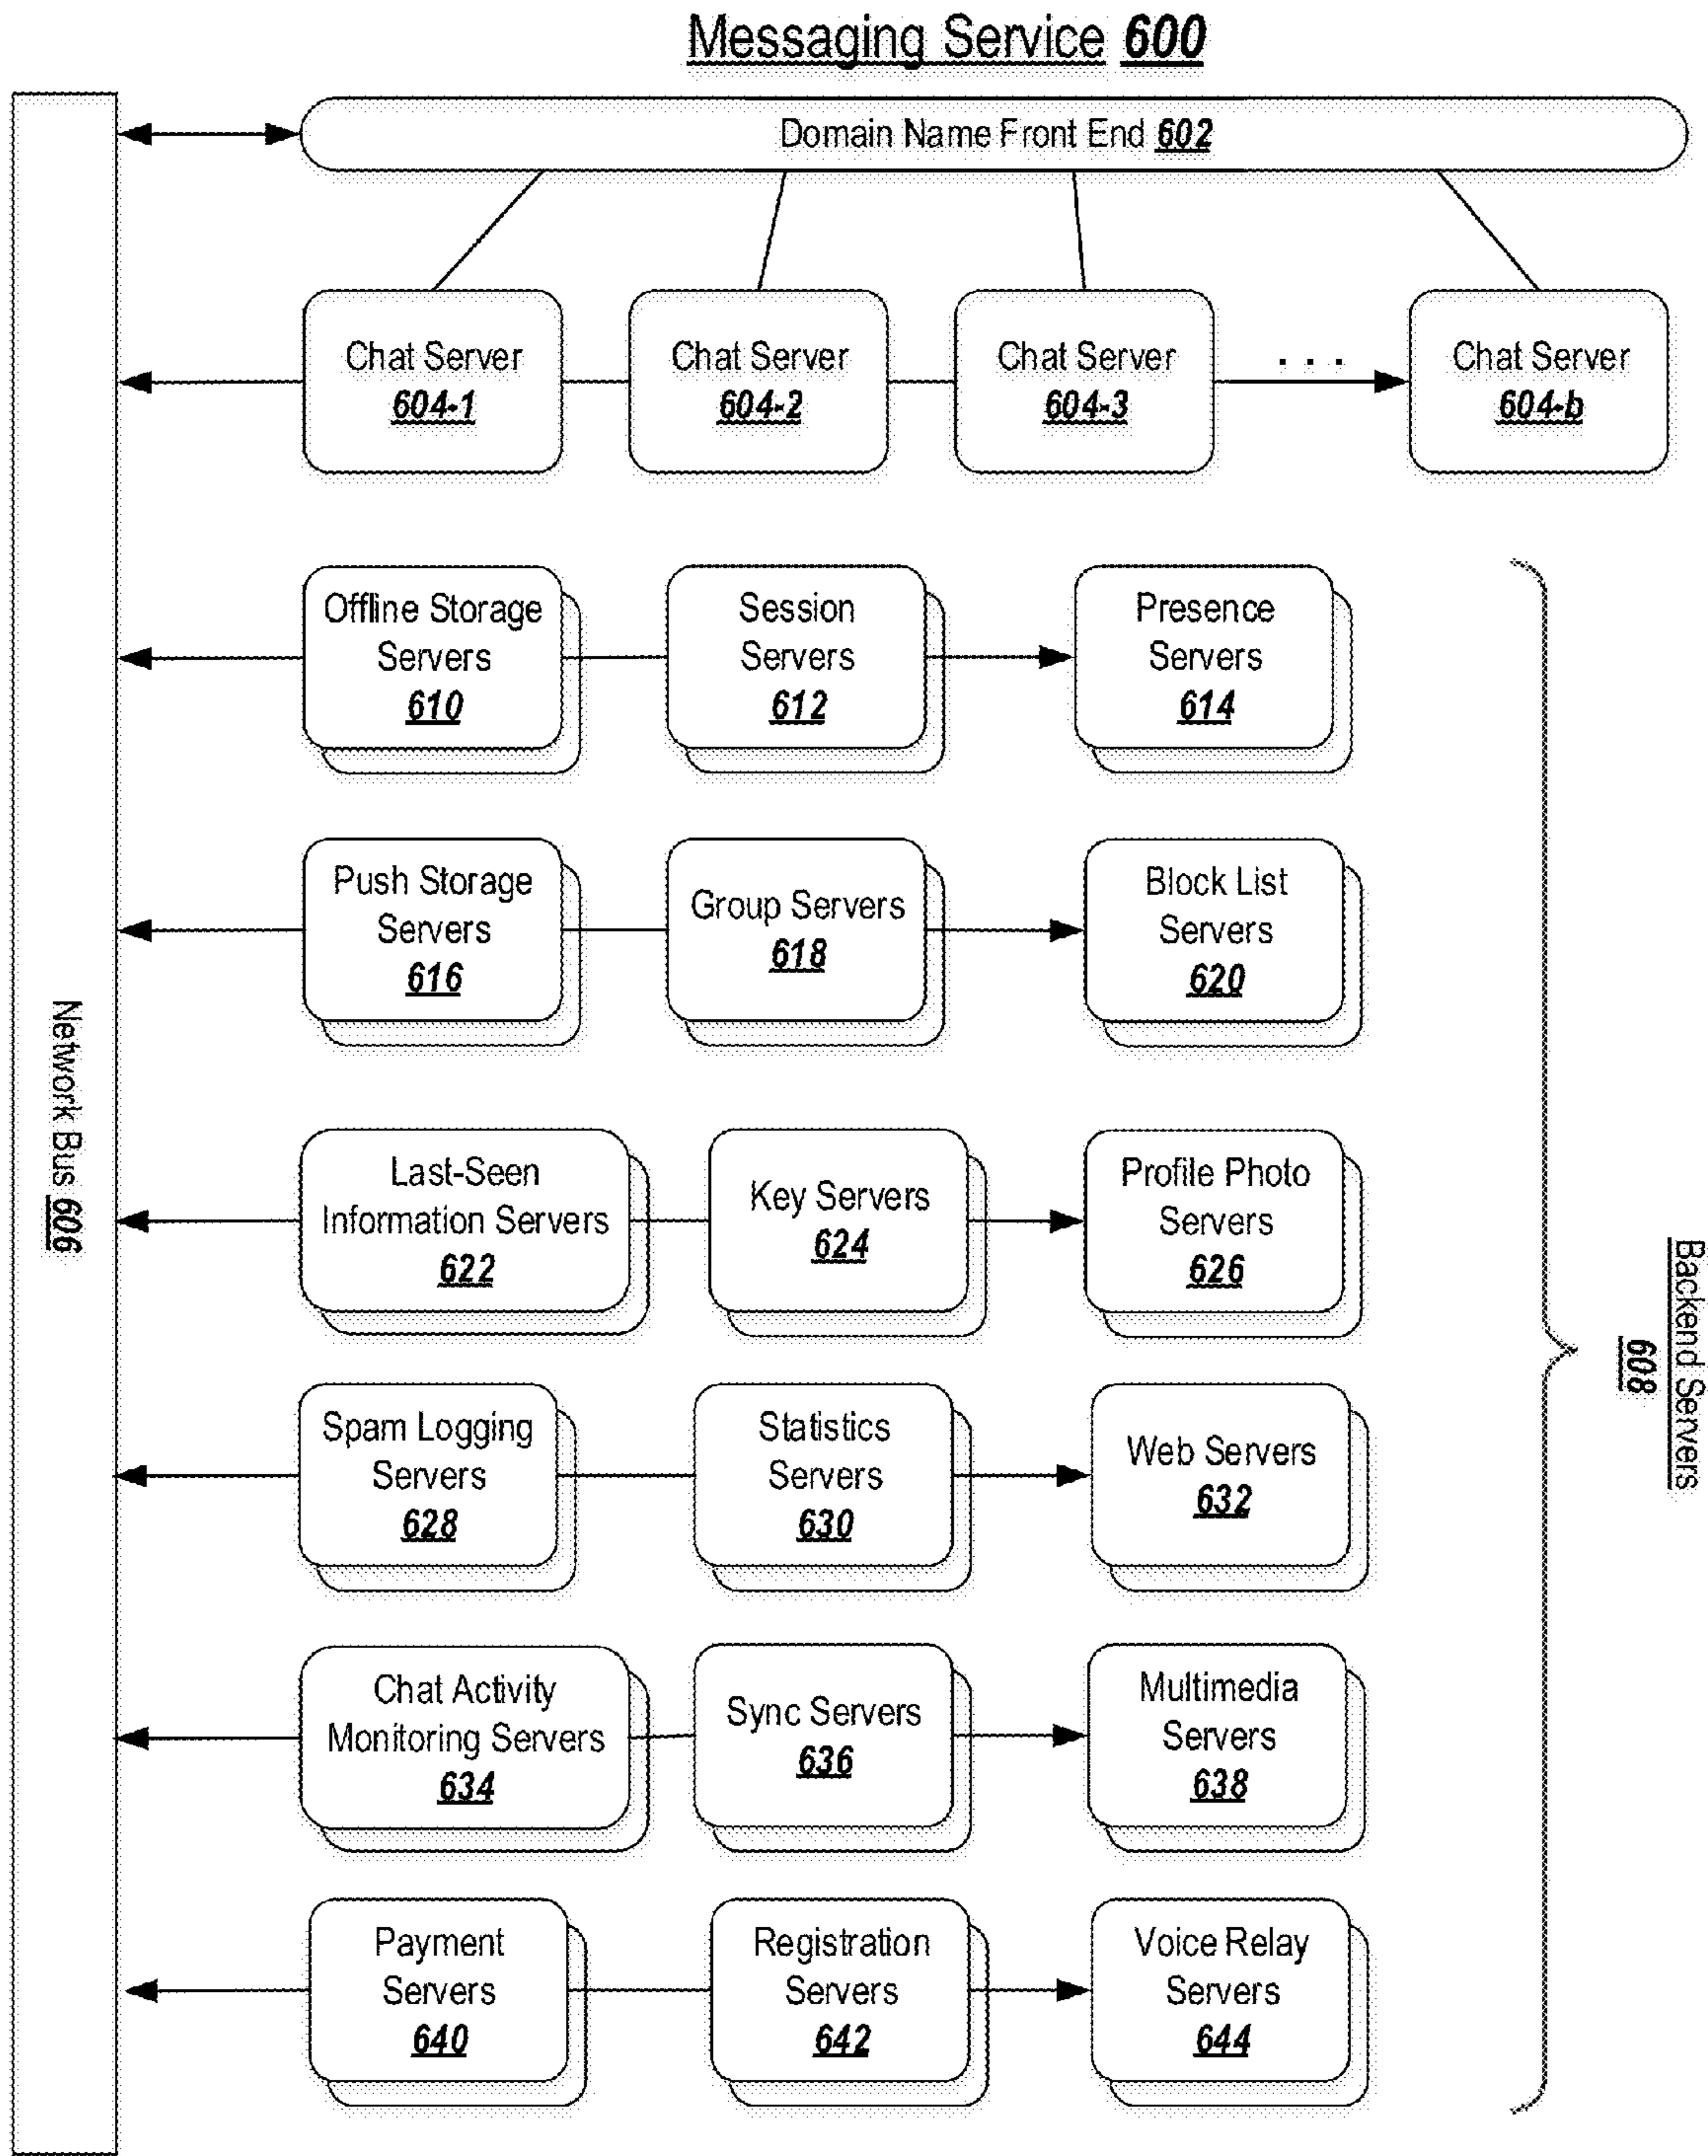 Messaging Service 600
Domain Name Front End 602
Chat Server
604-1
Chat Server
604-2
Chat Server
604-3
. . .
Chat Server
604-b
Offline Storage
Servers
610
Session
Servers
612
Presence
Servers
614
Push Storage
Servers
616
Group Servers
618
Block List
Servers
620
Network Bus 606
Last-Seen
Information Servers
622
Key Servers
624
Profile Photo
Servers
626
Backend Servers
608
Spam Logging
Servers
628
Statistics
Servers
630
Web Servers
632
Chat Activity
Monitoring Servers
634
Sync Servers
636
Multimedia
Servers
638
Payment
Servers
640
Registration
Servers
642
Voice Relay
Servers
644